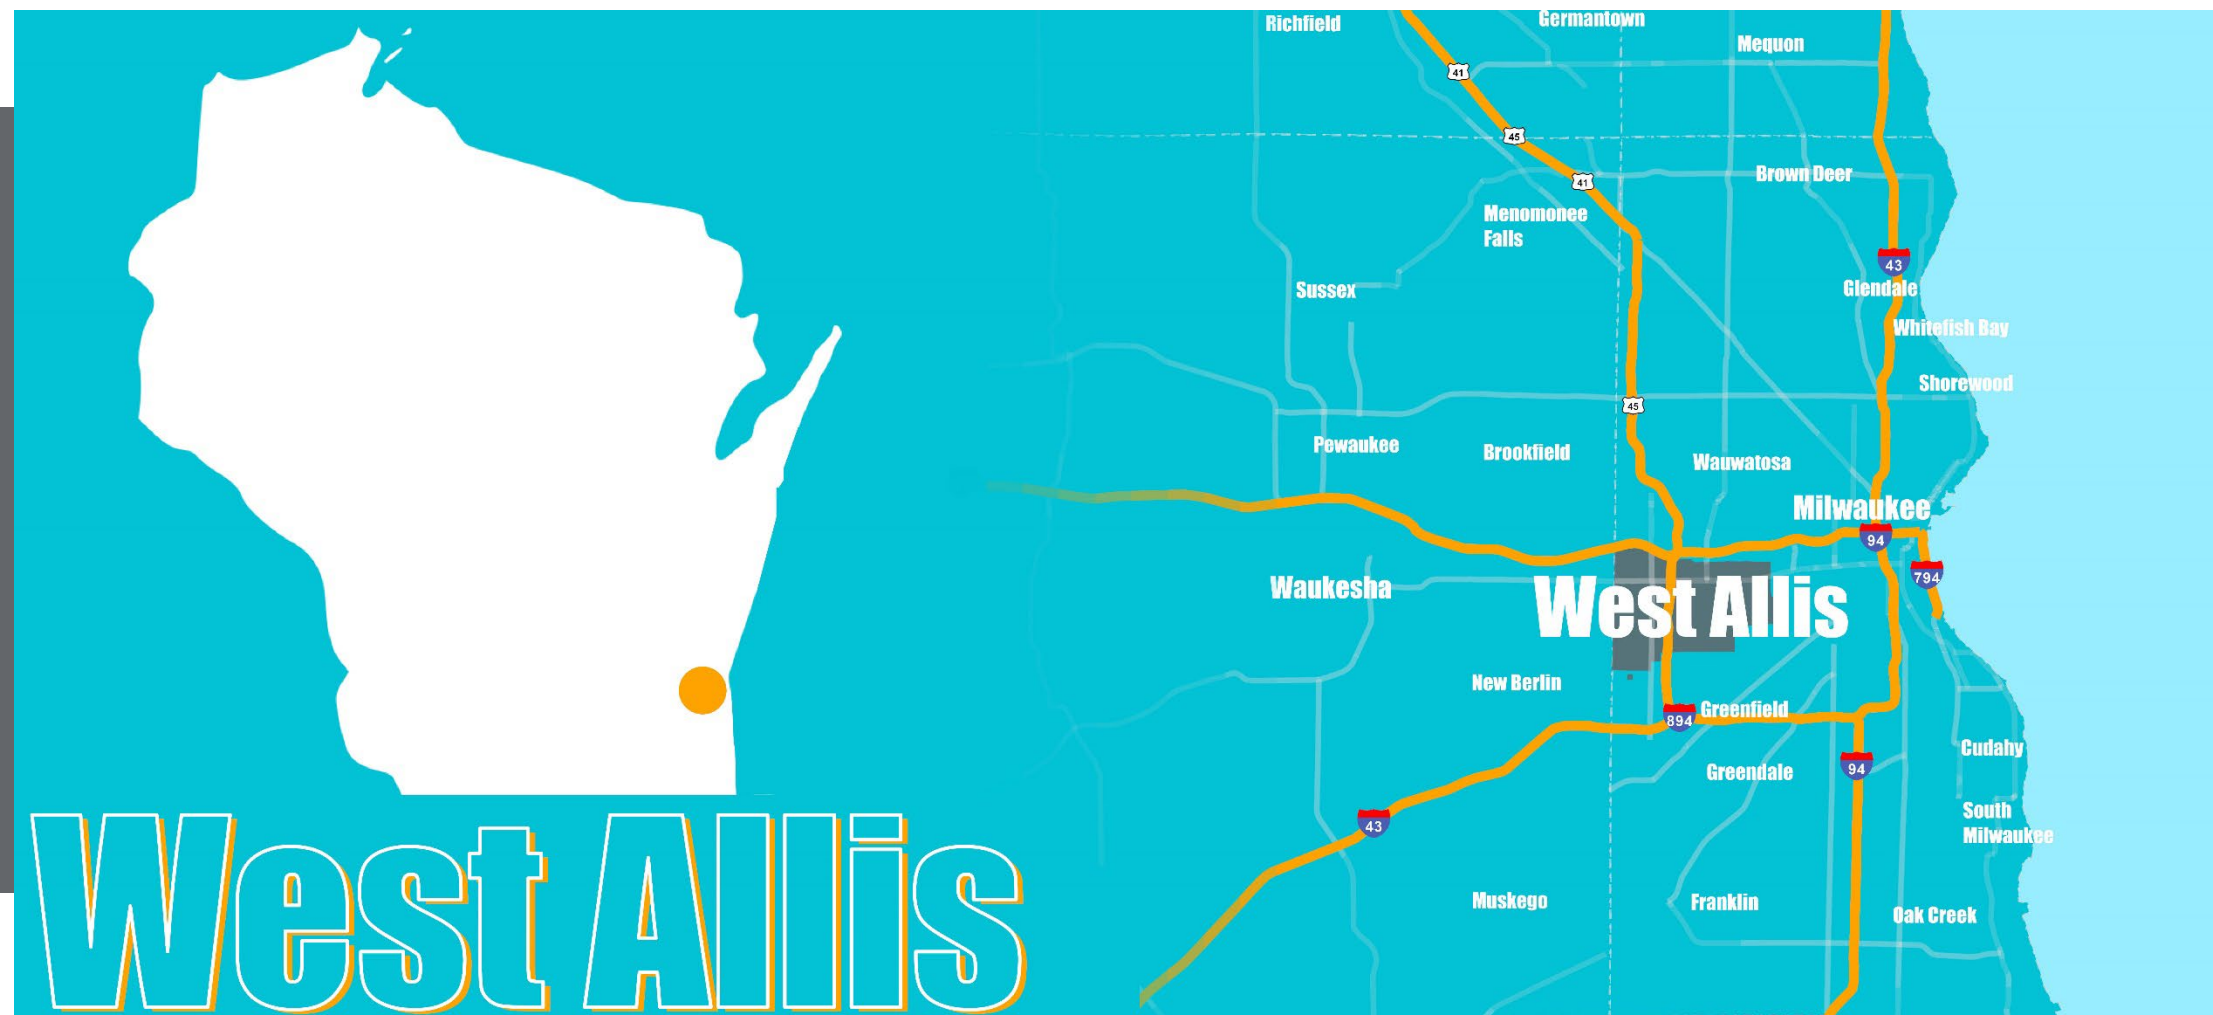 Richfield
Germantown
Mequon
41
45
41
Brown Deer
Menomonee
Falls
43
Glendale
Sussex
Whitefish Bay
Shorewood
45
Pewaukee
Brookfield
Wauwatosa
Milwaukee
94
794
Waukesha
West Allis
New Berlin
894
Greenfield
Cudahy
Greendale
94
43
South
Milwaukee
Muskego
Franklin
Oak Creek
West Allis